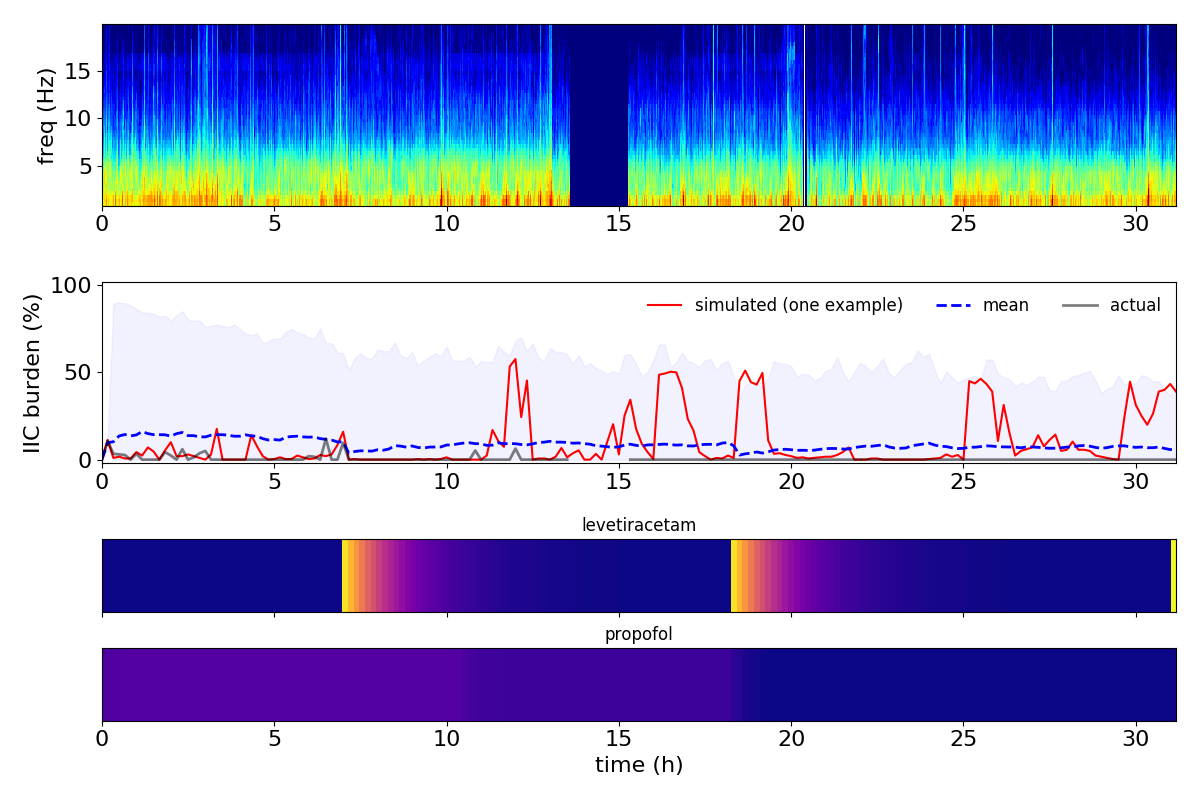 freq (Hz)
15
10
5
0 5 10 15 20 25 30
IIC burden (%)
100
50
0
simulated (one example) mean actual
0 5 10 15 20 25 30
levetiracetam
propofol
0 5 10 15 20 25 30
time (h)